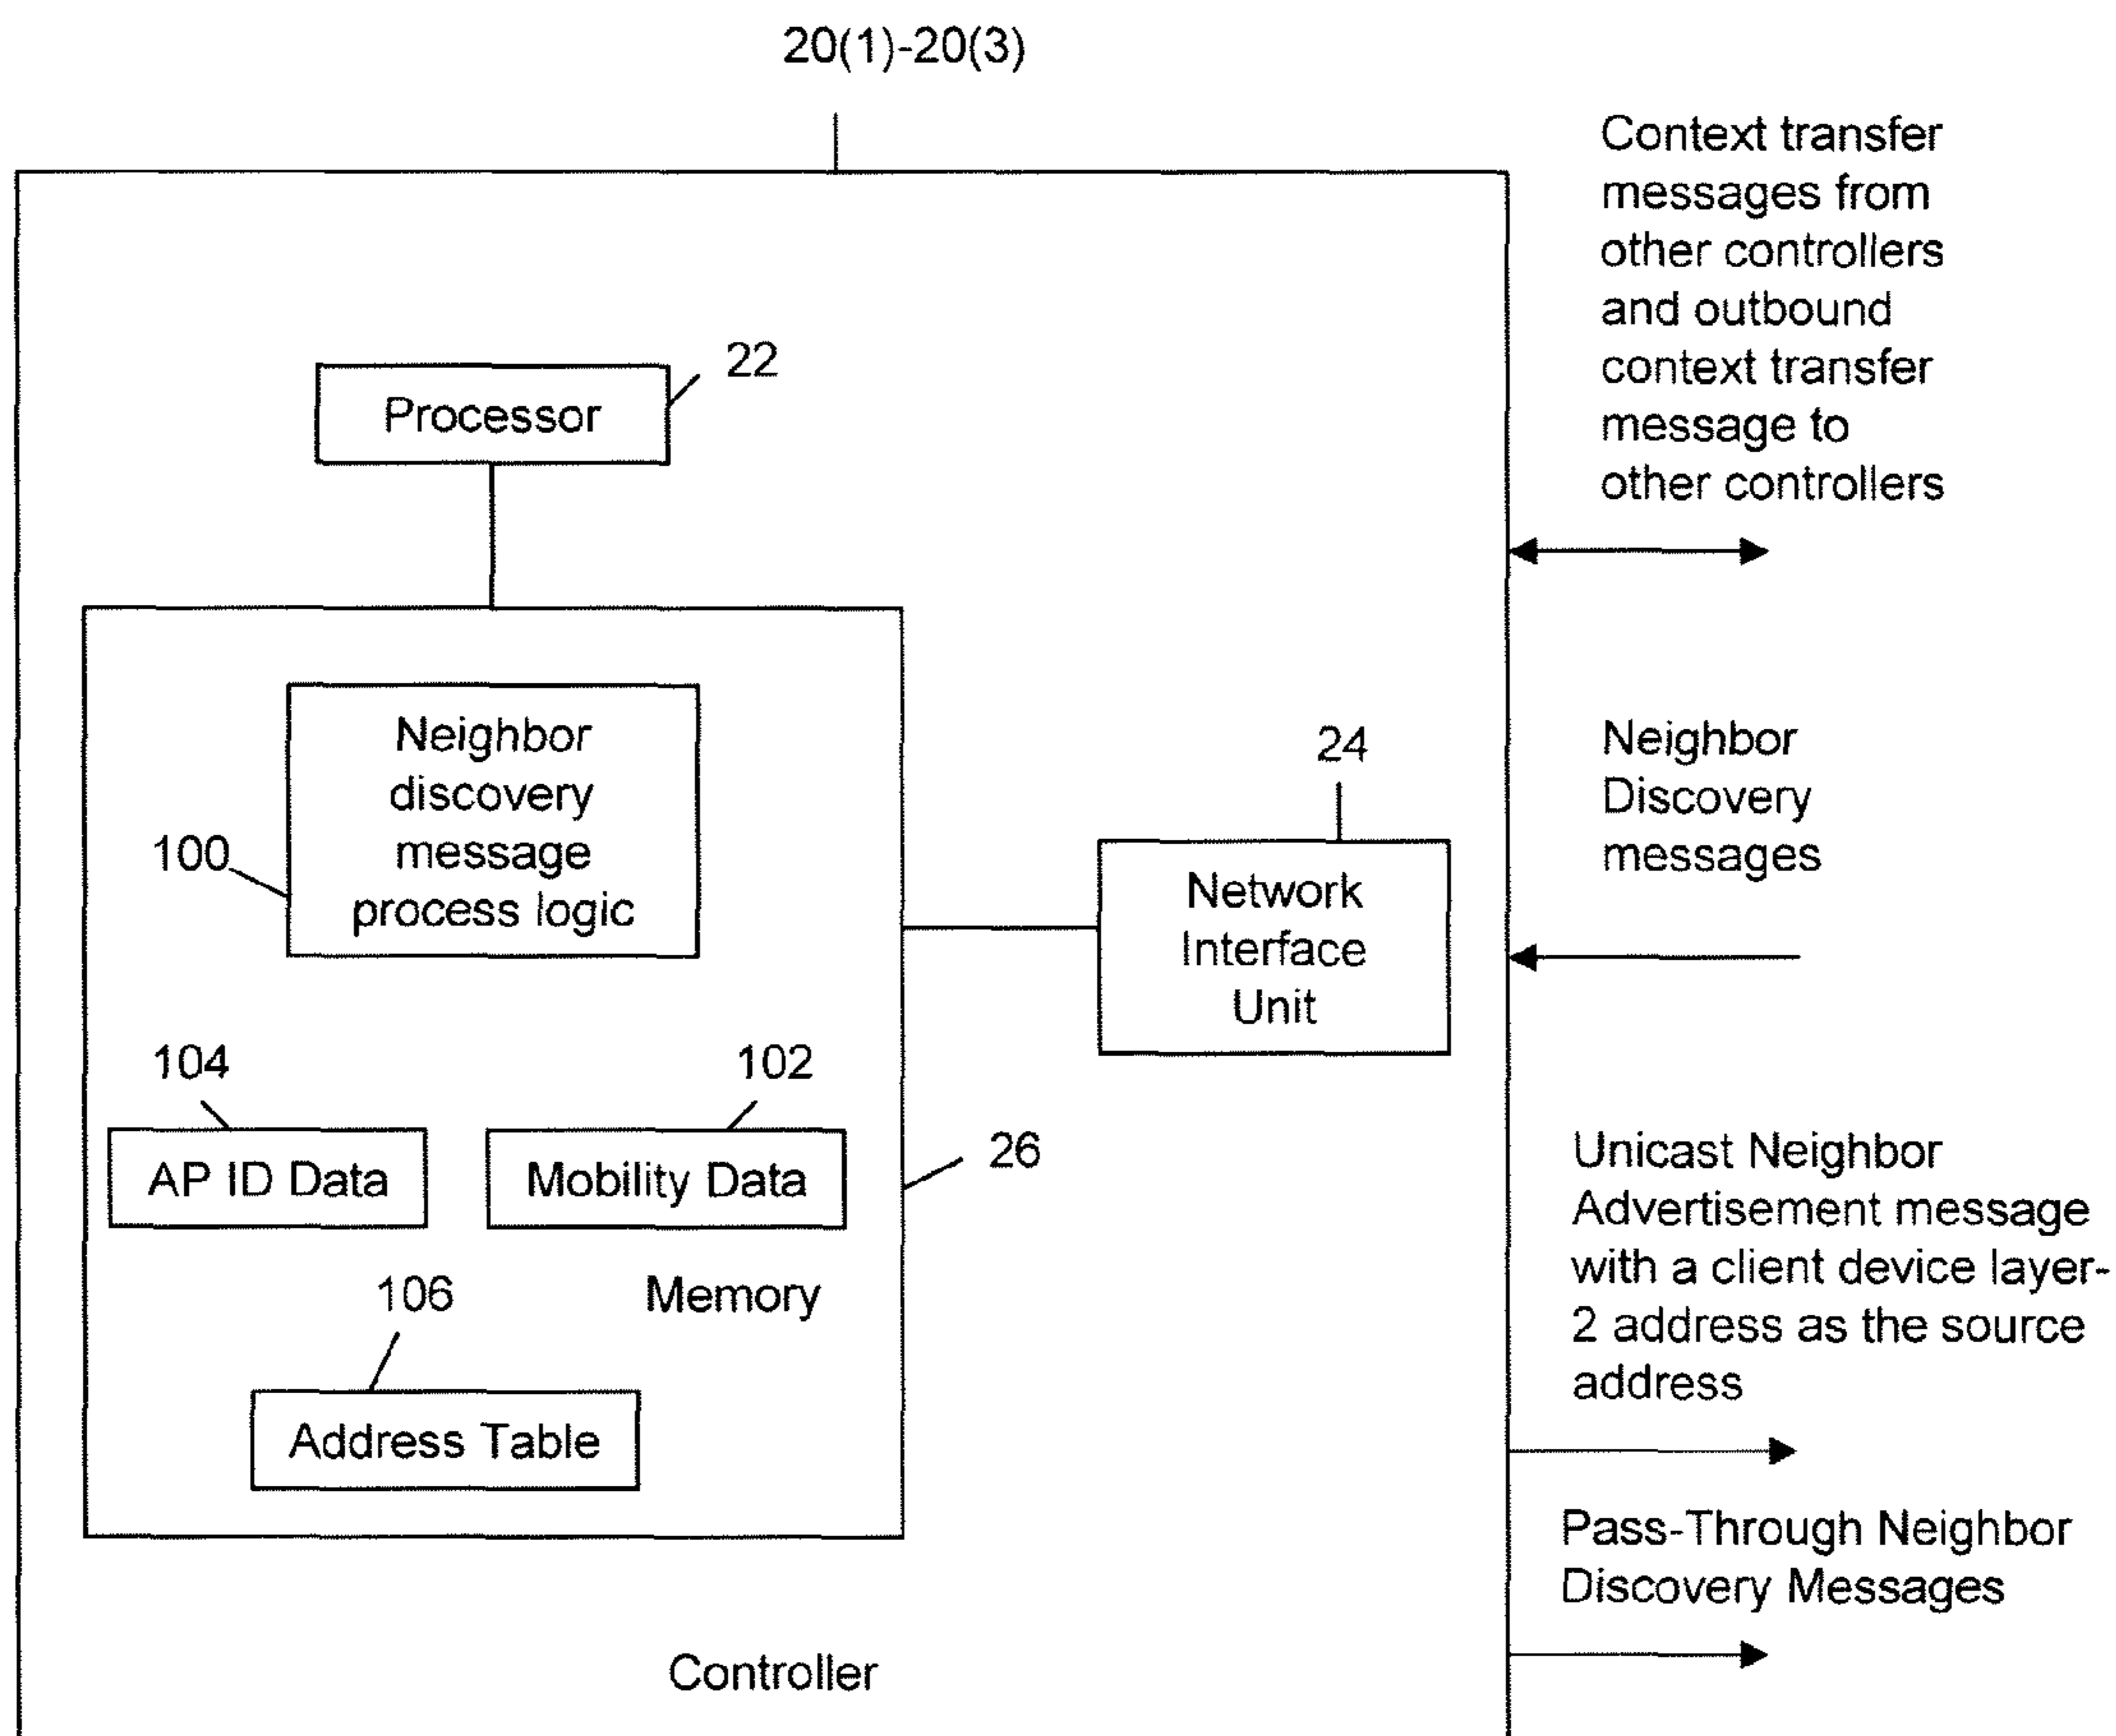 20(1)-20(3)
Context transfer
messages from
other controllers
and outbound
context transfer
message to
other controllers
22
Processor
Neighbor
discovery
message
process logic
100
24
Network
Interface
Unit
Neighbor
Discovery
messages
104
102
AP ID Data
Mobility Data
26
Memory
106
Address Table
Unicast Neighbor
Advertisement message
with a client device layer-
2 address as the source
address
Pass-Through Neighbor
Discovery Messages
Controller